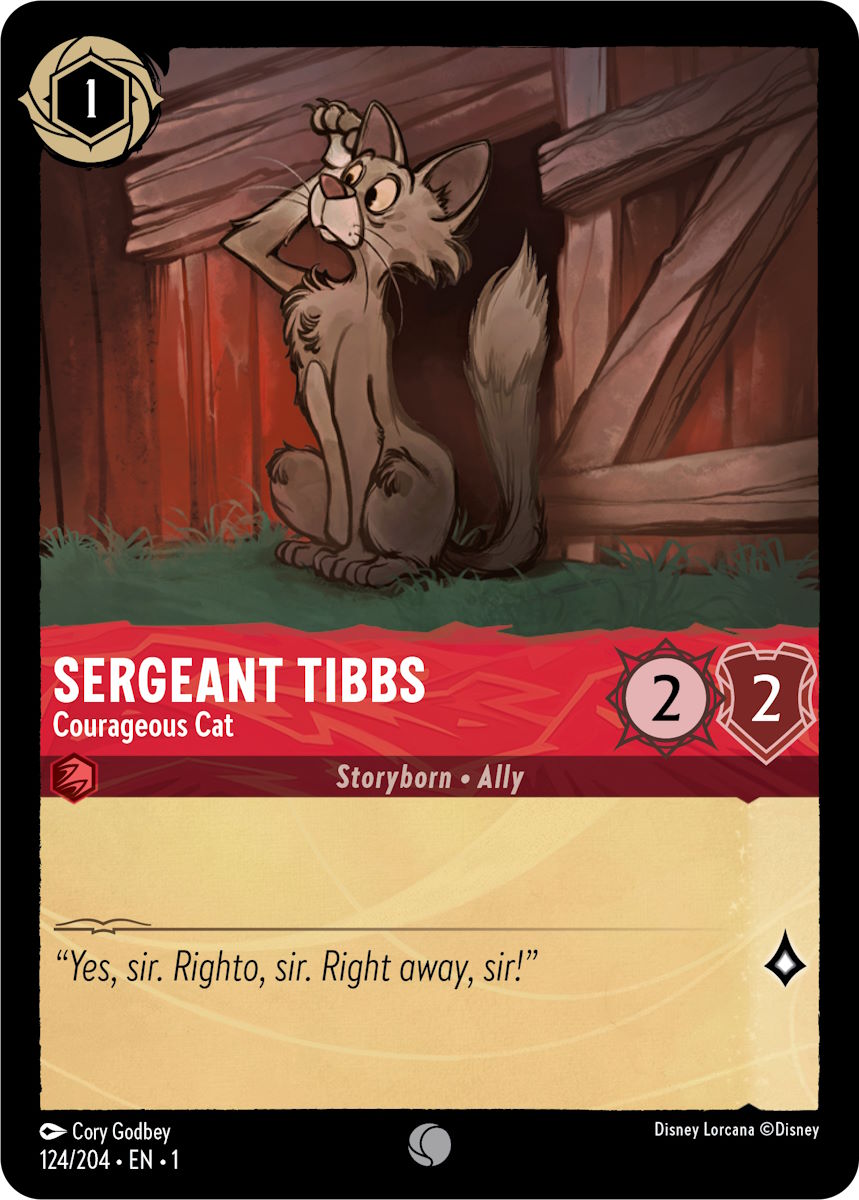 1
SERGEANT TIBBS
Courageous Cat
2
2
Storyborn • Ally
“Yes, sir. Righto, sir. Right away, sir!”
Cory Godbey
Disney Lorcana ©Disney
124/204 • EN • 1